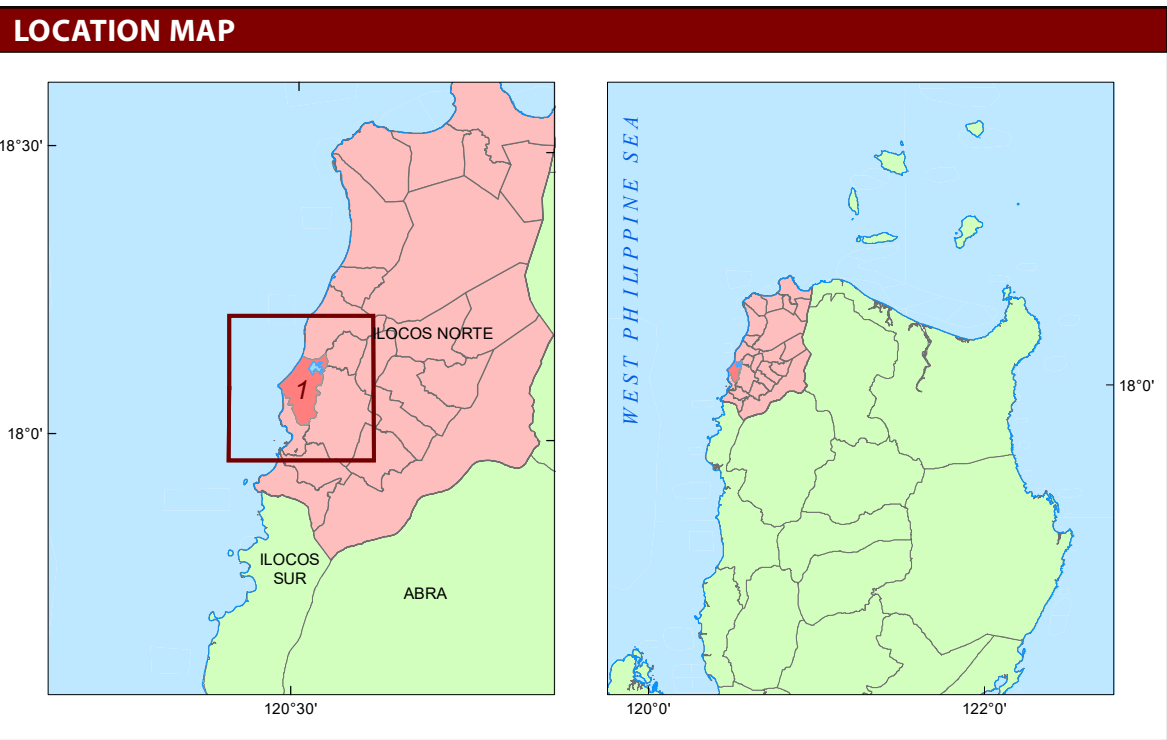 LOCATION MAP
18°30'
ILOCOS NORTE
1
18°0'
ILOCOS
SUR
ABRA
120°30'
WEST PHILIPPINE SEA
18°0'
120°0'
122°0'